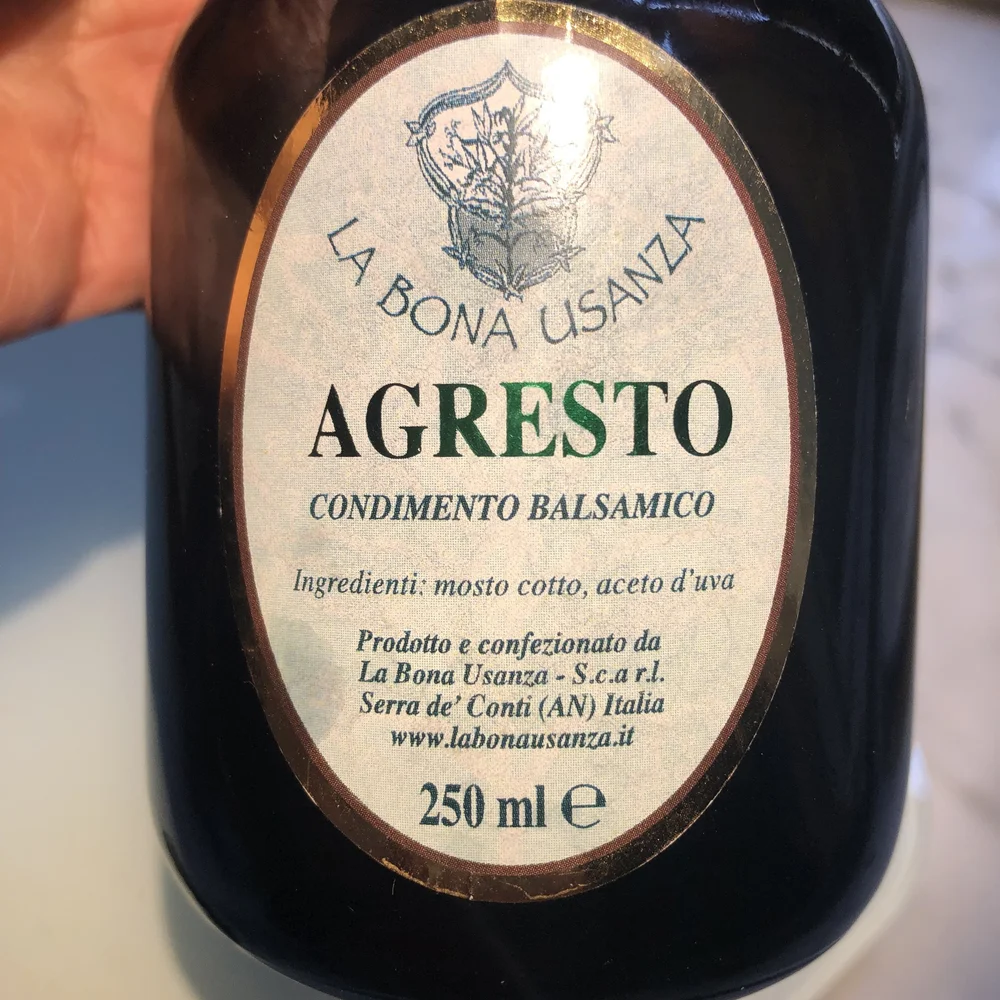 LA BONA USANZA
AGRESTO
CONDIMENTO BALSAMICO
Ingredienti: mosto cotto, aceto d'uva
Prodotto e confezionato da
La Bona Usanza - S.c.a r.l.
Serra de' Conti (AN) Italia
www.labonausanza.it
250 ml ℮